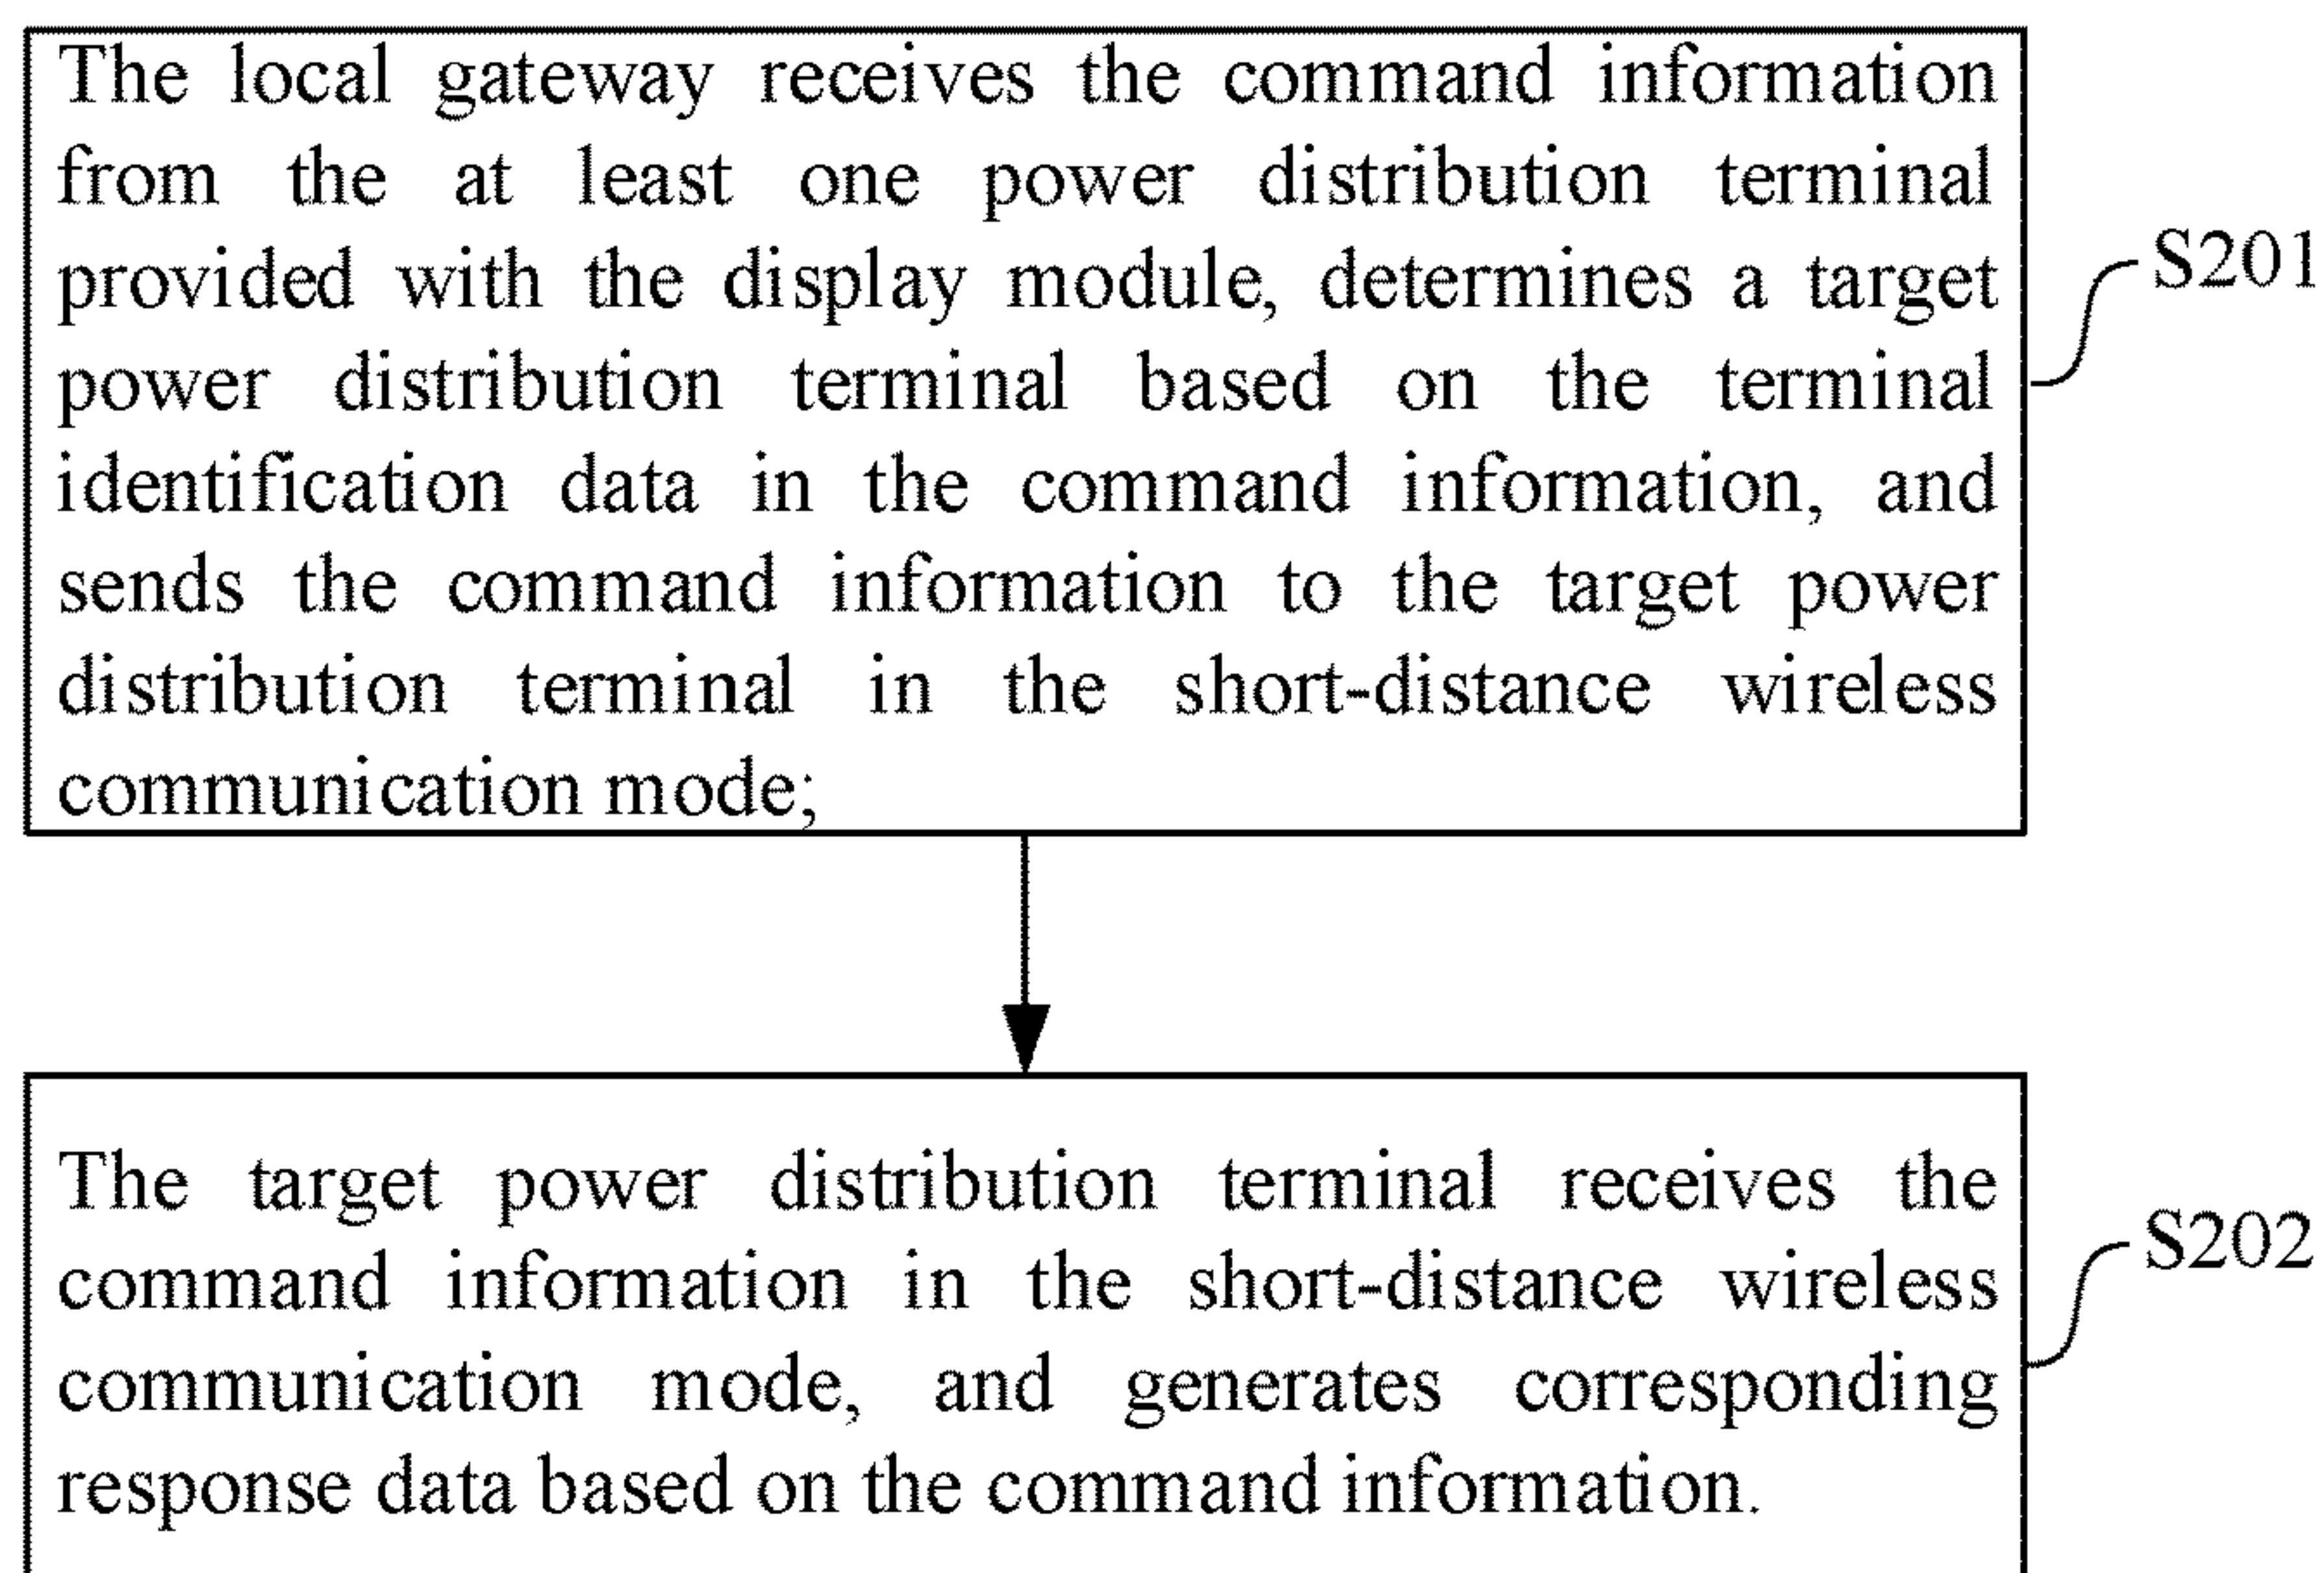 The local gateway receives the command information
from the at least one power distribution terminal
provided with the display module, determines a target
power distribution terminal based on the terminal
identification data in the command information, and
sends the command information to the target power
distribution terminal in the short-distance wireless
communication mode;
S201
The target power distribution terminal receives the
command information in the short-distance wireless
communication mode, and generates corresponding
response data based on the command information.
S202